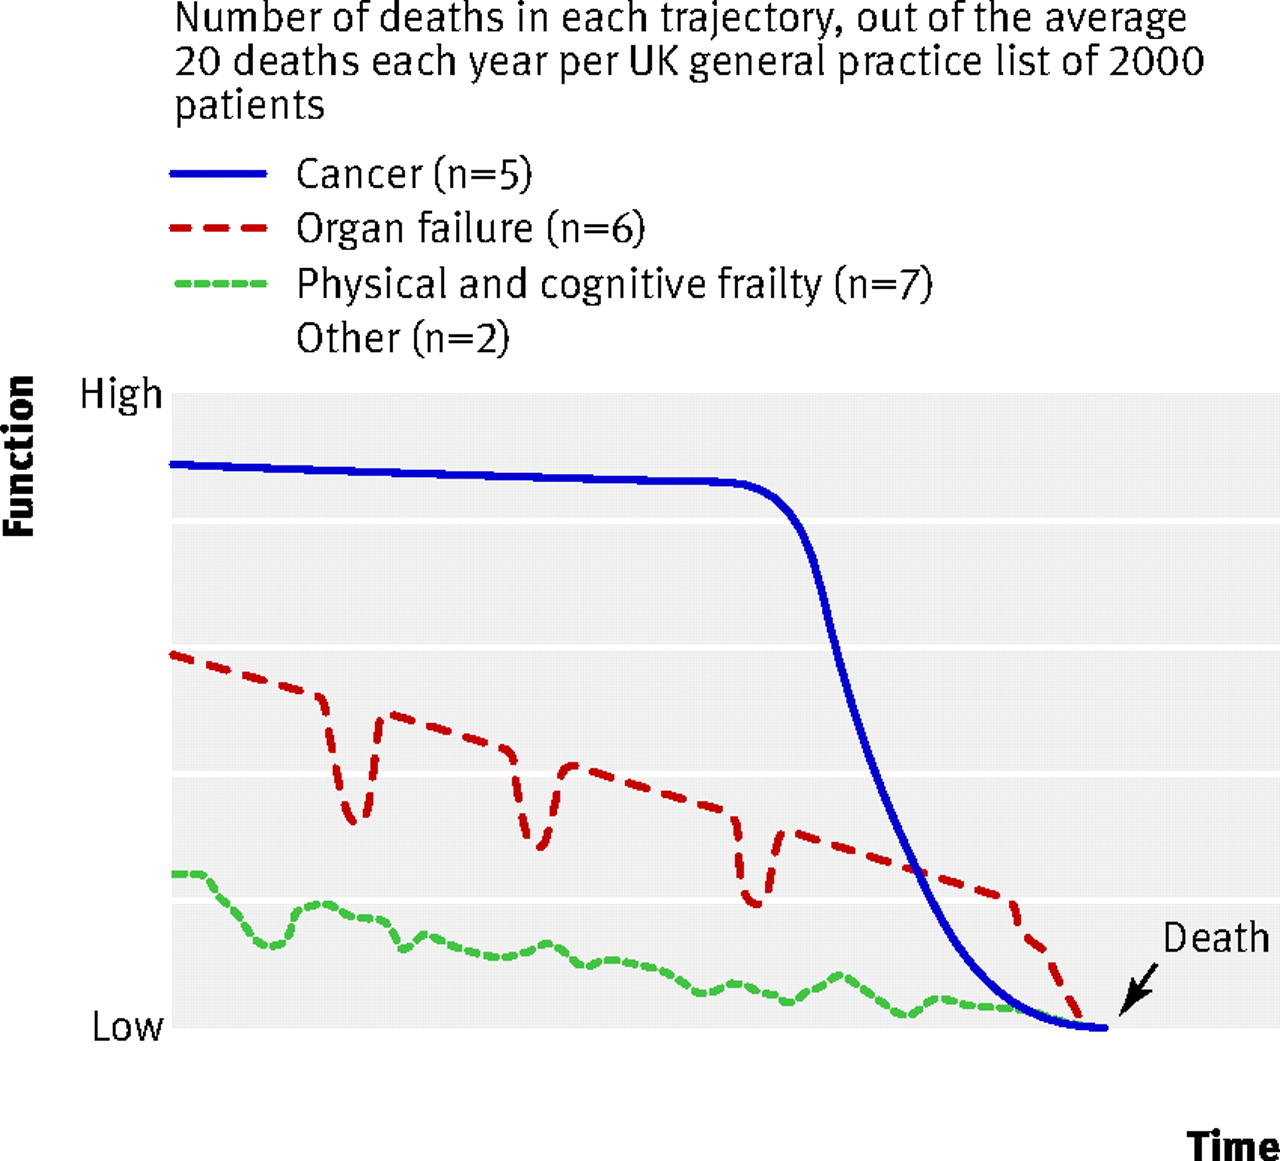 Number of deaths in each trajectory, out of the average
20 deaths each year per UK general practice list of 2000
patients
Cancer (n=5)
Organ failure (n=6)
Physical and cognitive frailty (n=7)
Other (n=2)
High
Function
Death
Low
Time